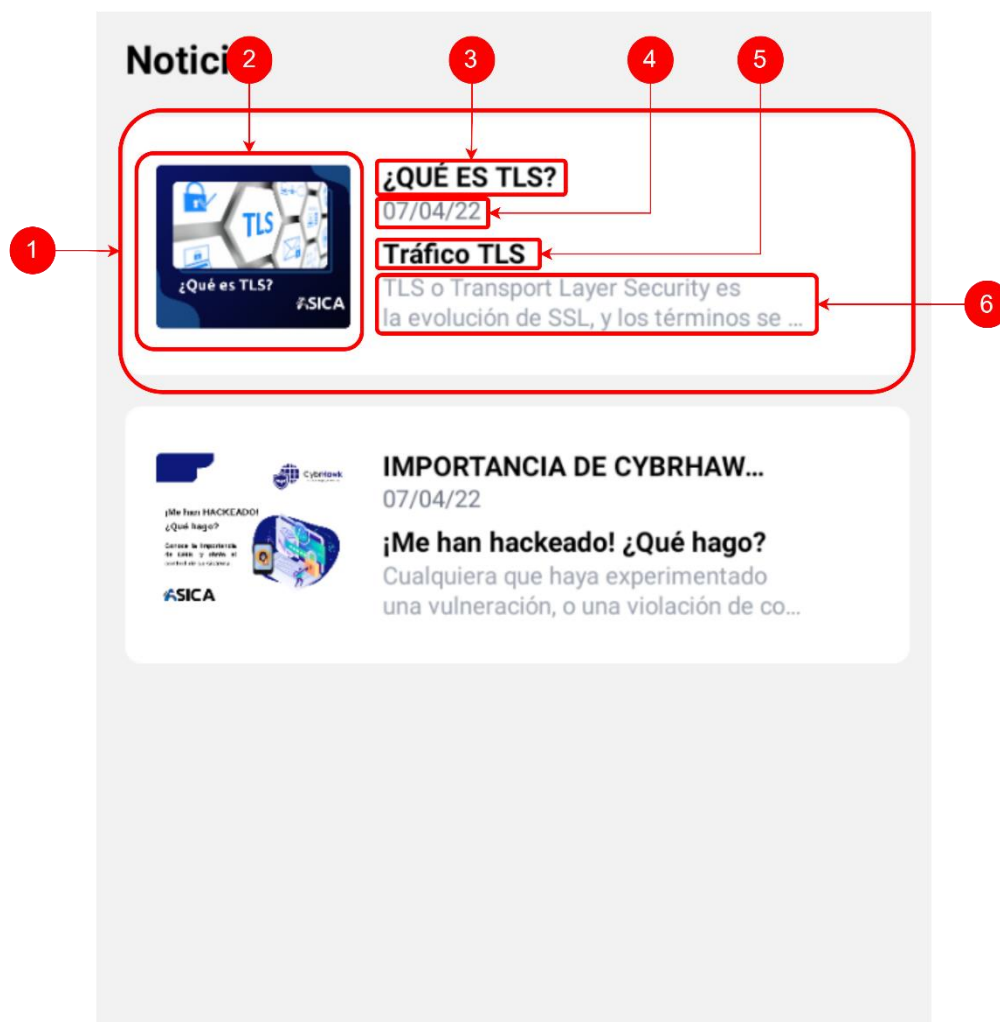 Notici
2
3
4
5
1
6
TLS
¿Qué es TLS?
ASICA
¿QUÉ ES TLS?
07/04/22
Tráfico TLS
TLS o Transport Layer Security es
la evolución de SSL, y los términos se ...
CybrHawk
¡Me han HACKEADO!
¿Qué hago?
ASICA
IMPORTANCIA DE CYBRHAW...
07/04/22
¡Me han hackeado! ¿Qué hago?
Cualquiera que haya experimentado
una vulneración, o una violación de co...